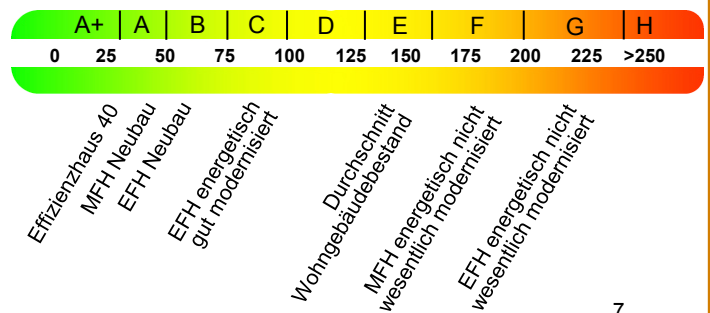 A+ A B C D E F G H
0 25 50 75 100 125 150 175 200 225 >250
Effizienzhaus 40
MFH Neubau
EFH Neubau
EFH energetisch
gut modernisiert
Durchschnitt
Wohngebäudebestand
MFH energetisch nicht
wesentlich modernisiert
EFH energetisch nicht
wesentlich modernisiert
7